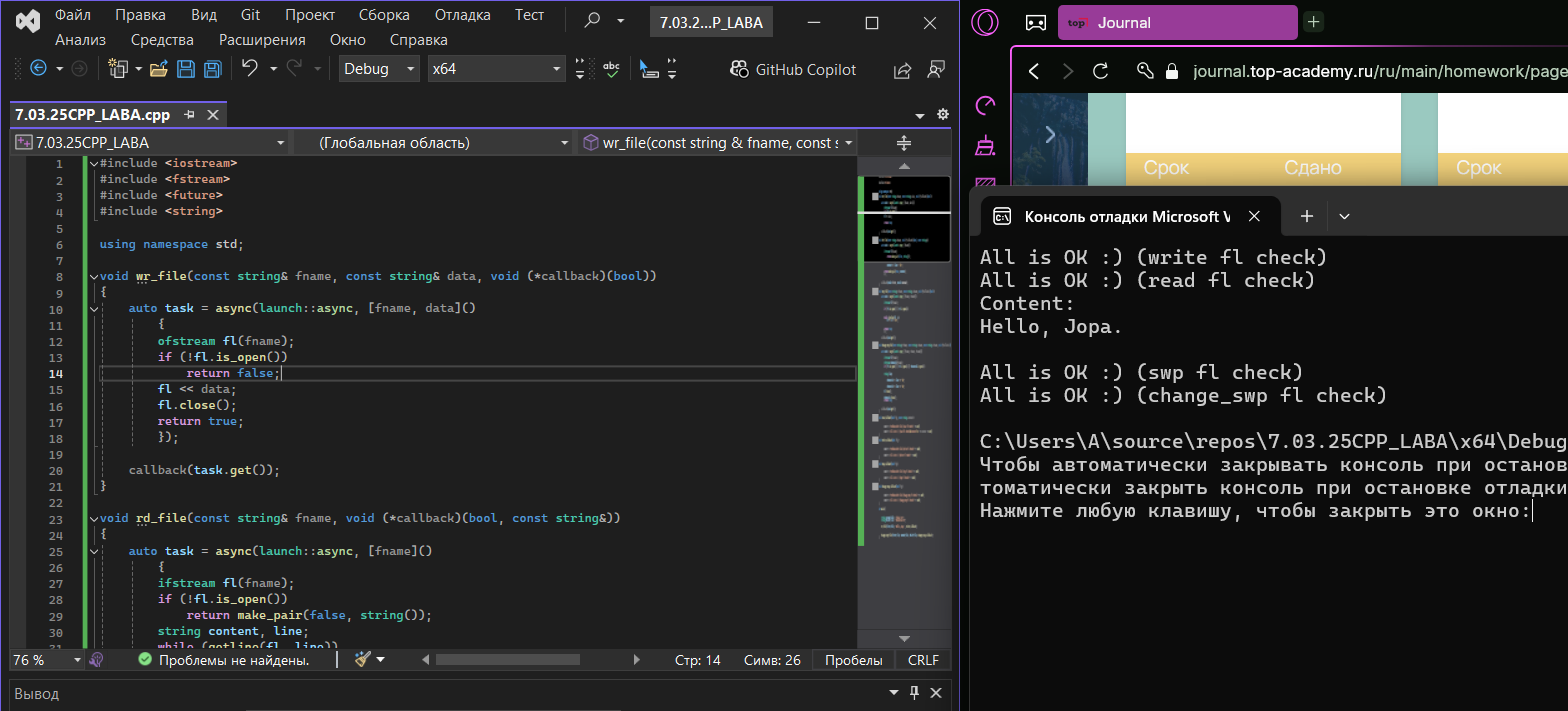 Файл Правка Вид Git Проект Сборка Отладка Тест
7.03.2...P_LABA
Анализ Средства Расширения Окно Справка
Debug x64 abc GitHub Copilot
7.03.25CPP_LABA.cpp
7.03.25CPP_LABA (Глобальная область) wr_file(const string & fname, const s
1 #include <iostream>
2 #include <fstream>
3 #include <future>
4 #include <string>
5
6 using namespace std;
7
8 void wr_file(const string& fname, const string& data, void (*callback)(bool))
9 {
10 auto task = async(launch::async, [fname, data]()
11 {
12 ofstream fl(fname);
13 if (!fl.is_open())
14 return false;
15 fl << data;
16 fl.close();
17 return true;
18 });
19
20 callback(task.get());
21 }
22
23 void rd_file(const string& fname, void (*callback)(bool, const string&))
24 {
25 auto task = async(launch::async, [fname]()
26 {
27 ifstream fl(fname);
28 if (!fl.is_open())
29 return make_pair(false, string());
30 string content, line;
31 while (getline(fl, line))
76 % Проблемы не найдены. Стр: 14 Симв: 26 Пробелы CRLF
Вывод
top Journal
journal.top-academy.ru/ru/main/homework/page
Срок Сдано Срок
C:\ Консоль отладки Microsoft V
All is OK :) (write fl check)
All is OK :) (read fl check)
Content:
Hello, Jopa.
All is OK :) (swp fl check)
All is OK :) (change_swp fl check)
C:\Users\A\source\repos\7.03.25CPP_LABA\x64\Debug
Чтобы автоматически закрывать консоль при останов
томатически закрыть консоль при остановке отладки
Нажмите любую клавишу, чтобы закрыть это окно: